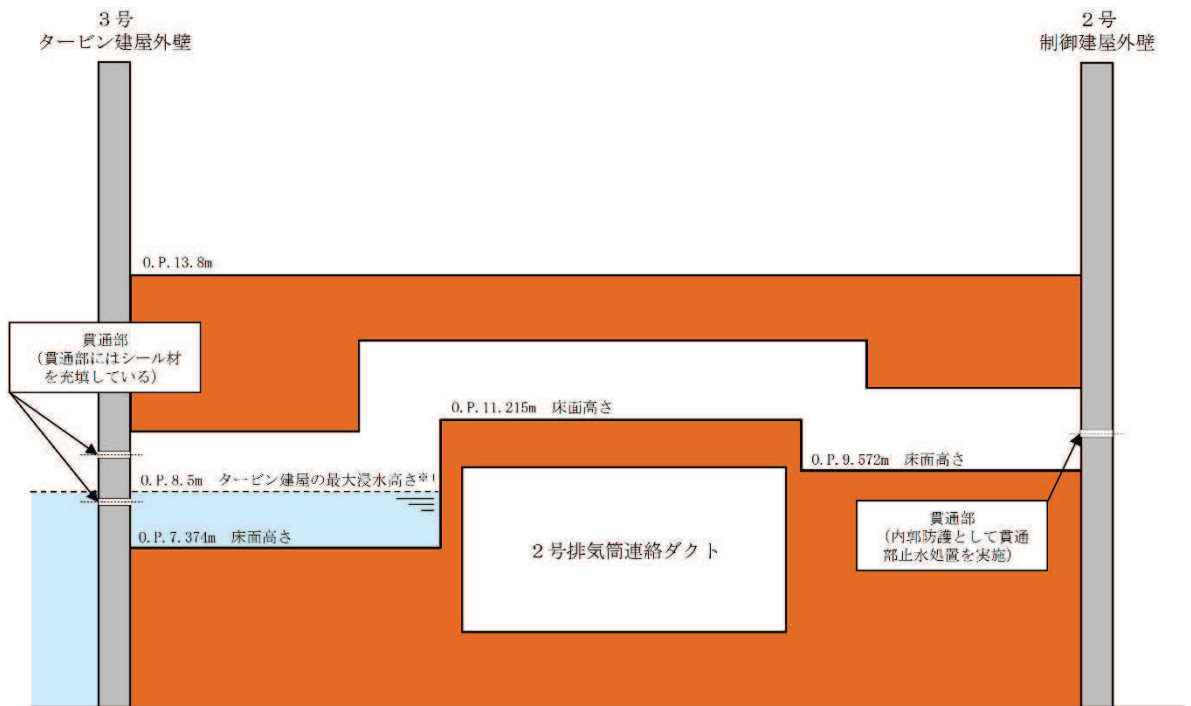 3号
タービン建屋外壁
2号
制御建屋外壁
O.P.13.8m
貫通部
(貫通部にはシール材
を充填している)
O.P.11.215m 床面高さ
O.P.9.572m 床面高さ
O.P.8.5m タービン建屋の最大浸水高さ※1
O.P.7.374m 床面高さ
2号排気筒連絡ダクト
貫通部
(内郭防護として貫通
部止水処置を実施)